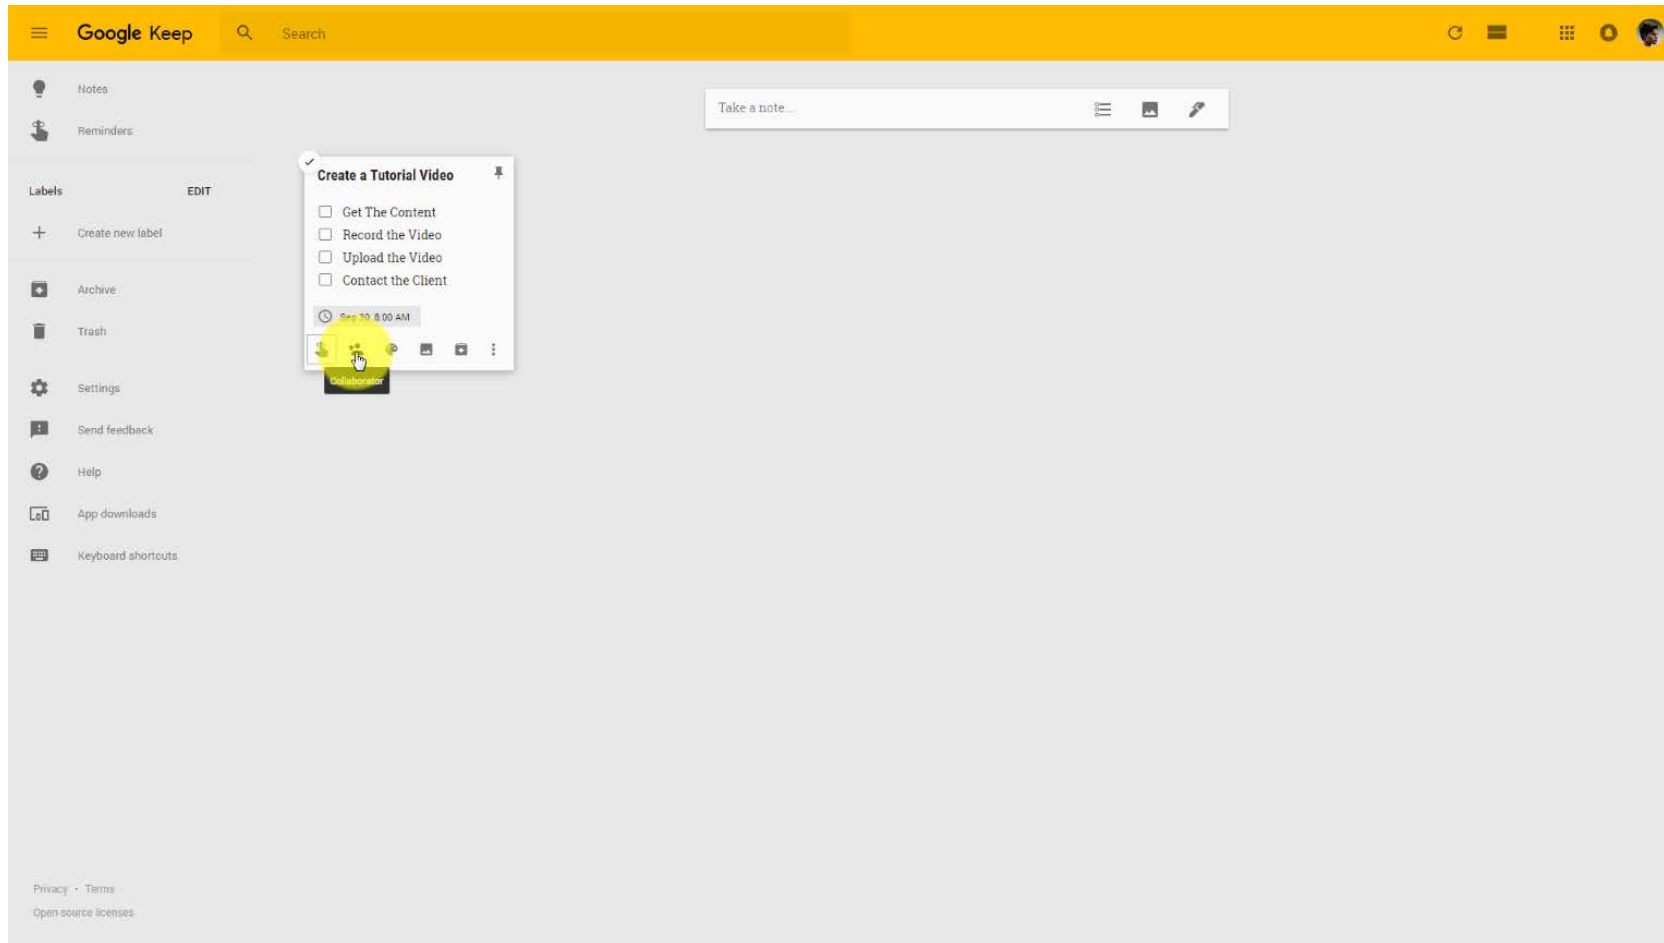 Google Keep
Search
Notes
Reminders
Labels
EDIT
Create new label
Archive
Trash
Settings
Send feedback
Help
App downloads
Keyboard shortcuts
Privacy • Terms
Open-source licenses
Take a note...
Create a Tutorial Video
Get The Content
Record the Video
Upload the Video
Contact the Client
Sep 30, 8:00 AM
Collaborator